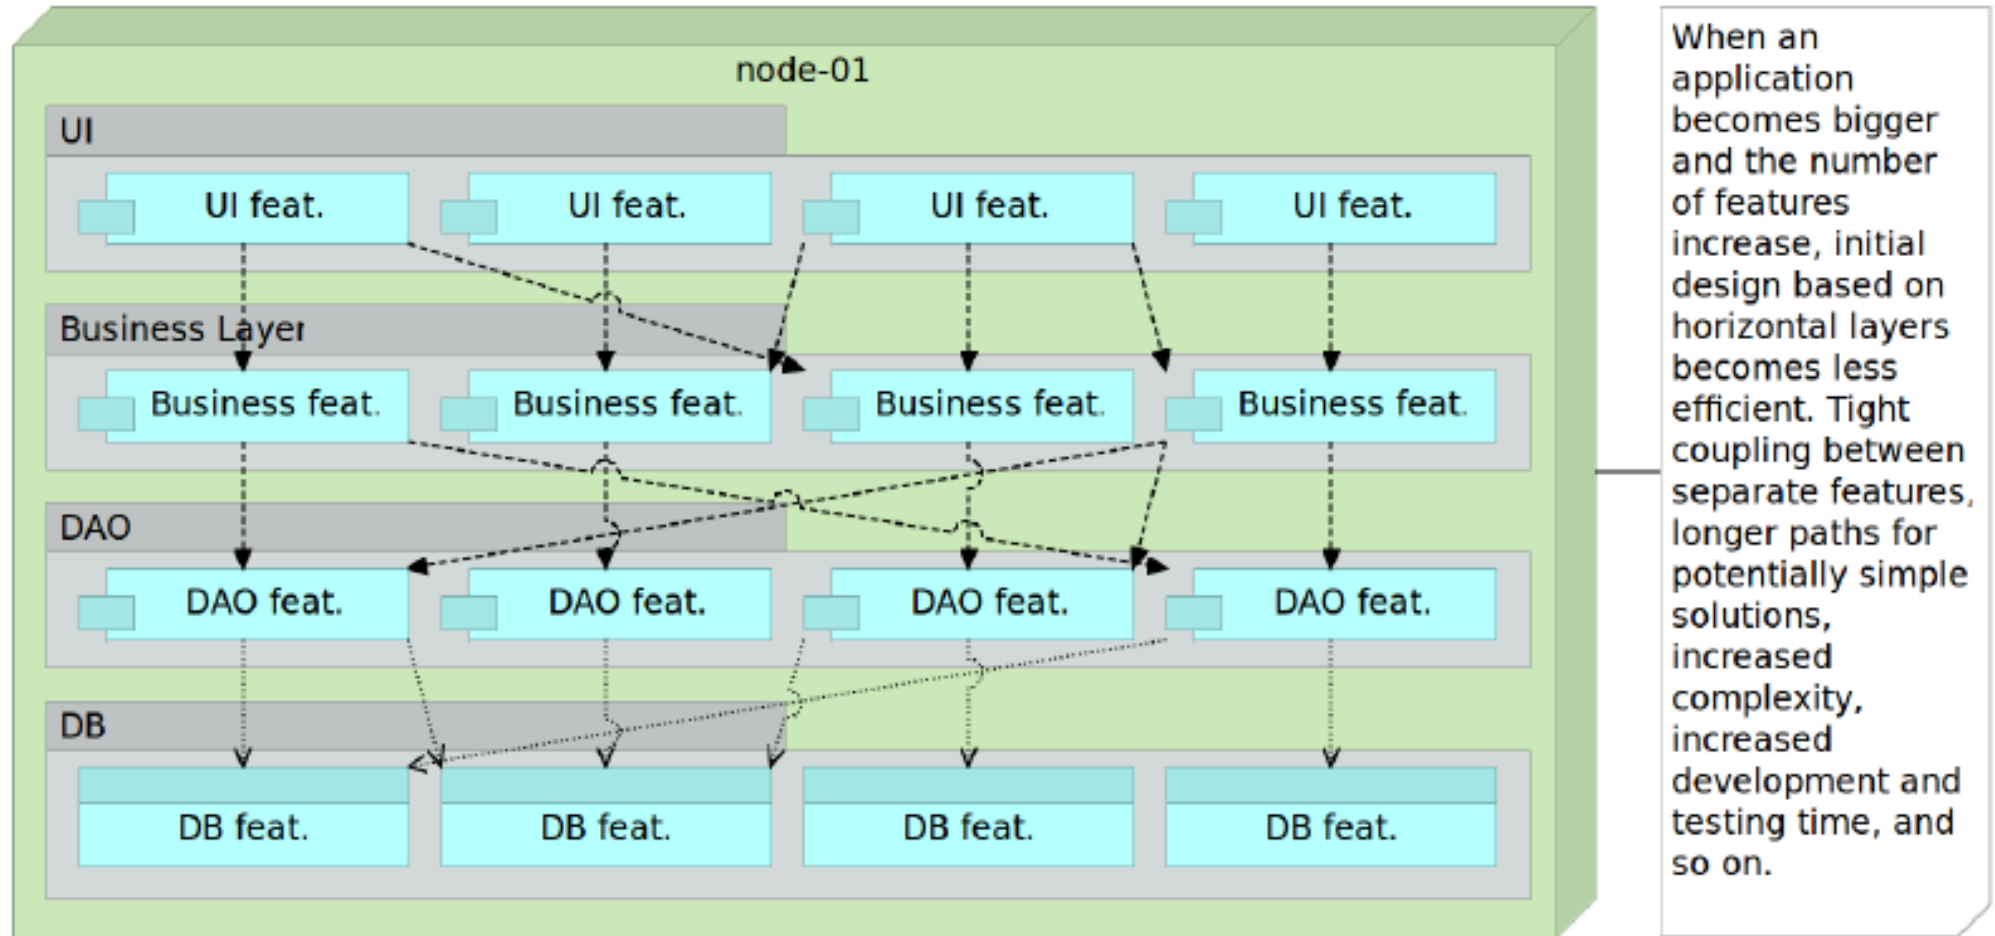 node-01
UI
UI feat.
UI feat.
UI feat.
UI feat.
Business Layer
Business feat.
Business feat.
Business feat.
Business feat.
DAO
DAO feat.
DAO feat.
DAO feat.
DAO feat.
DB
DB feat.
DB feat.
DB feat.
DB feat.
When an
application
becomes bigger
and the number
of features
increase, initial
design based on
horizontal layers
becomes less
efficient. Tight
coupling between
separate features,
longer paths for
potentially simple
solutions,
increased
complexity,
increased
development and
testing time, and
so on.